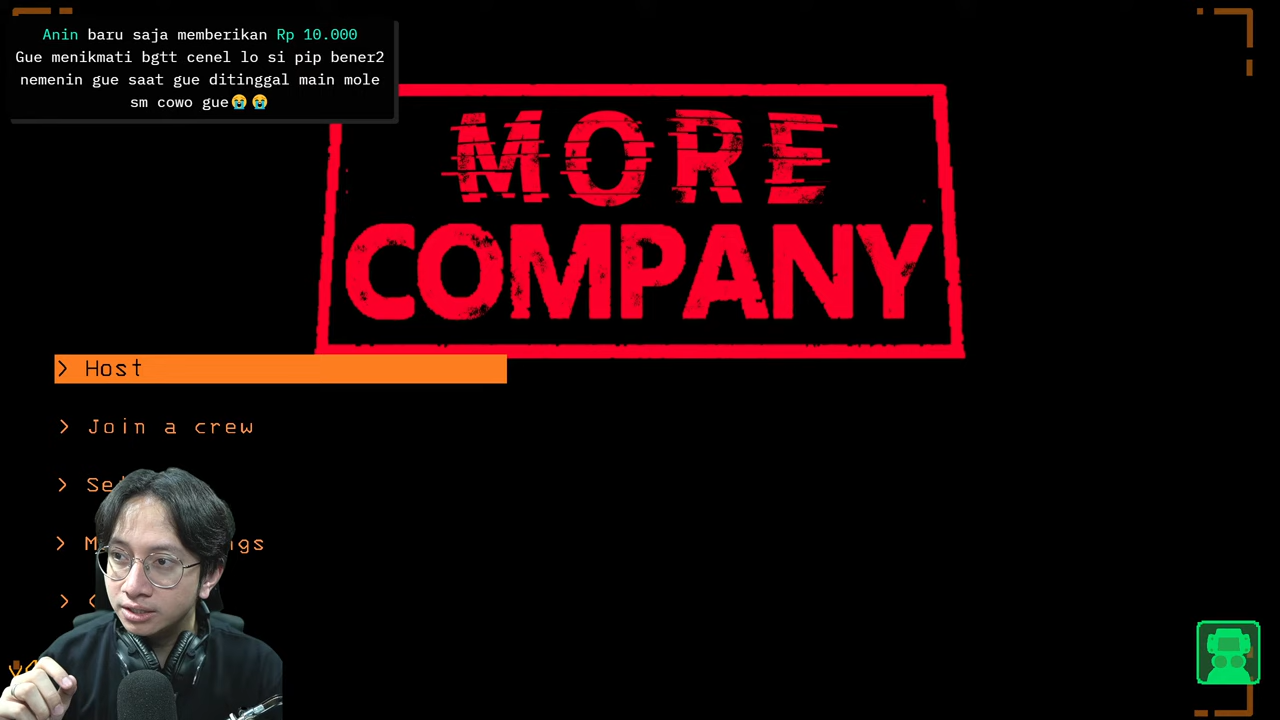 Anin baru saja memberikan Rp 10.000
Gue menikmati bgtt cenel lo si pip bener2
nemenin gue saat gue ditinggal main mole
sm cowo gue😭😭
MORE
COMPANY
> Host
> Join a crew
>
>
>